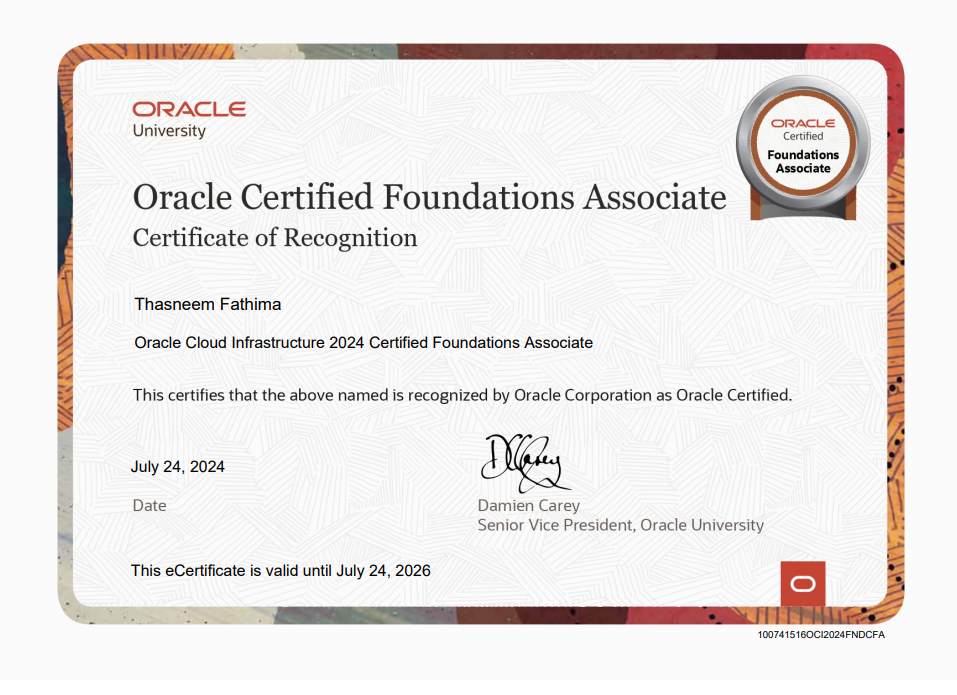 ORACLE
University
ORACLE
Certified
Foundations
Associate
Oracle Certified Foundations Associate
Certificate of Recognition
Thasneem Fathima
Oracle Cloud Infrastructure 2024 Certified Foundations Associate
This certifies that the above named is recognized by Oracle Corporation as Oracle Certified.
July 24, 2024
Date
DCarey
Damien Carey
Senior Vice President, Oracle University
This eCertificate is valid until July 24, 2026
100741516OCI2024FNDCFA